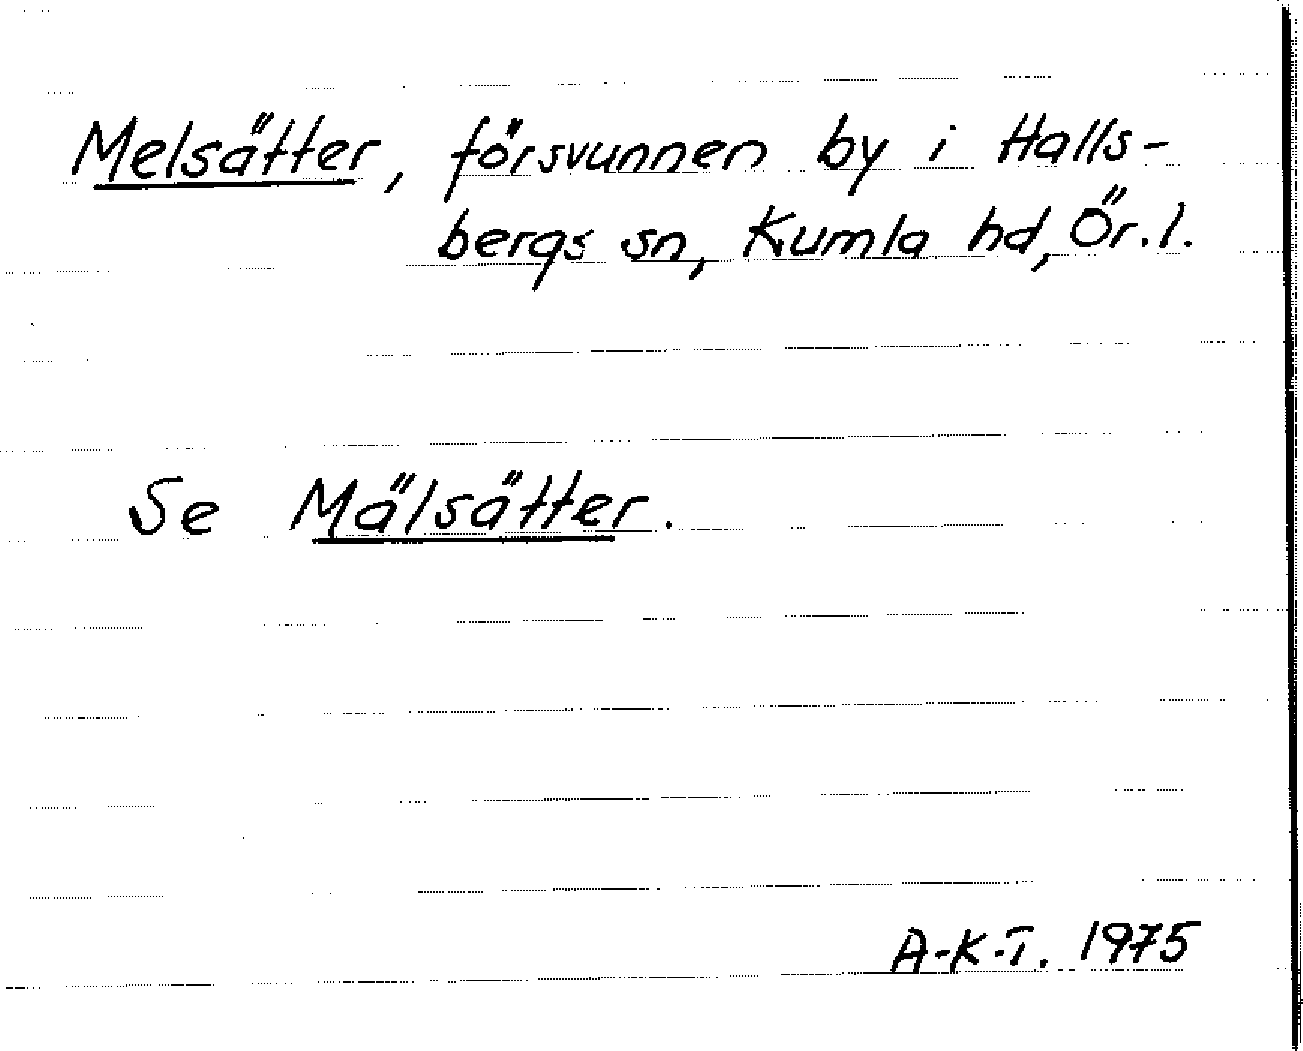 Melsätter, försvunnen by i Halls-
bergs sn, Kumla hd, Ör.l.
Se Mälsätter.
A-K-T. 1975